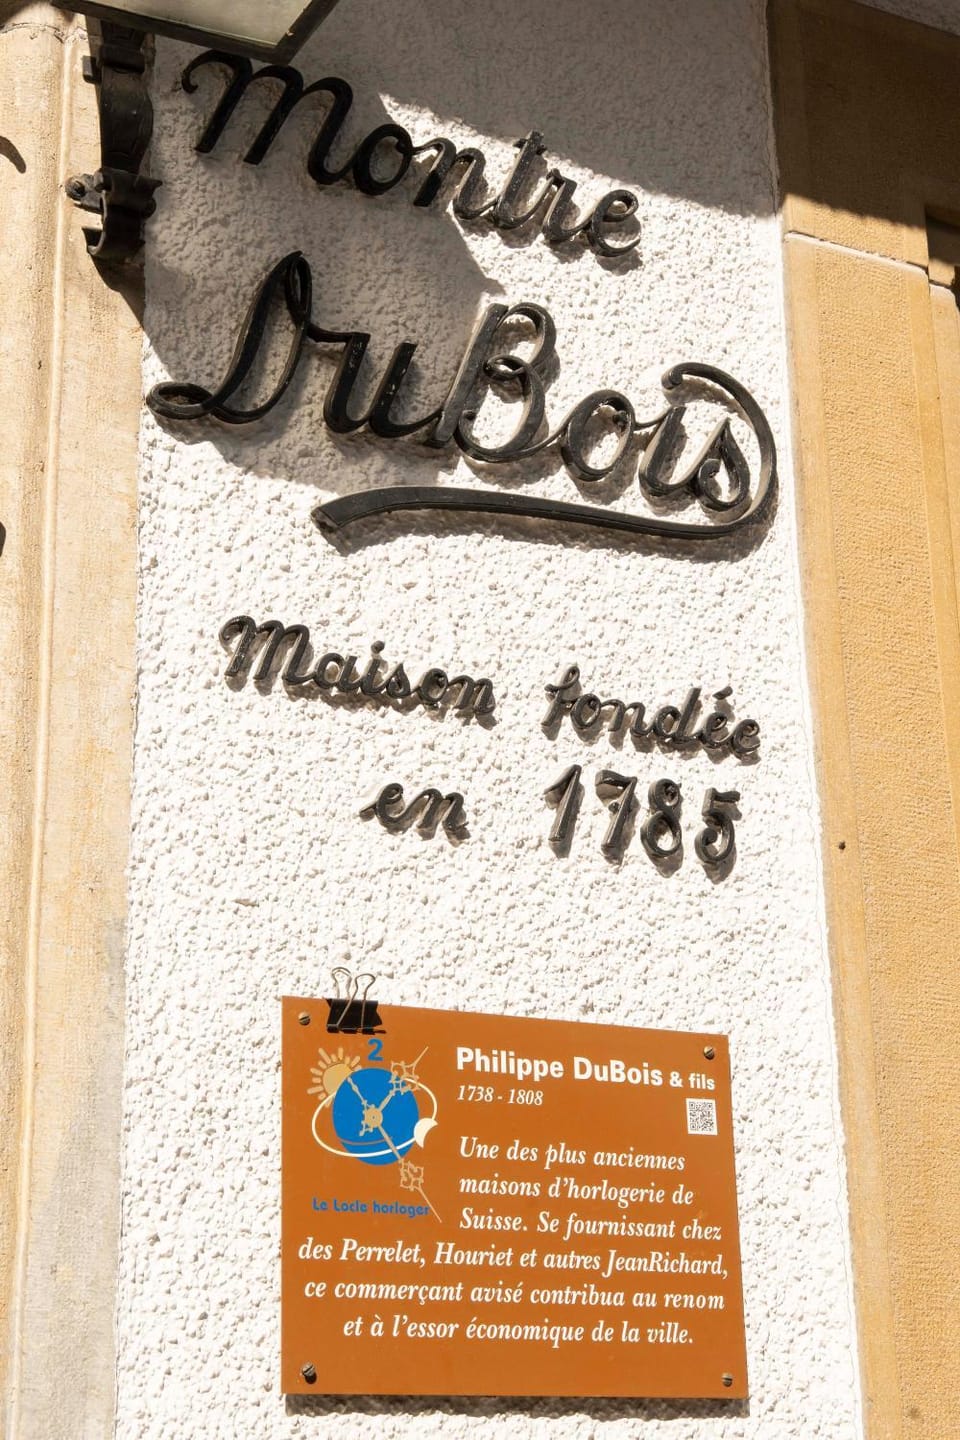 Montre
DuBois
Maison fondée
en 1785
2
Le Locle horloger
Philippe DuBois & fils
1738 - 1808
Une des plus anciennes
maisons d'horlogerie de
Suisse. Se fournissant chez
des Perrelet, Houriet et autres JeanRichard,
ce commerçant avisé contribua au renom
et à l'essor économique de la ville.